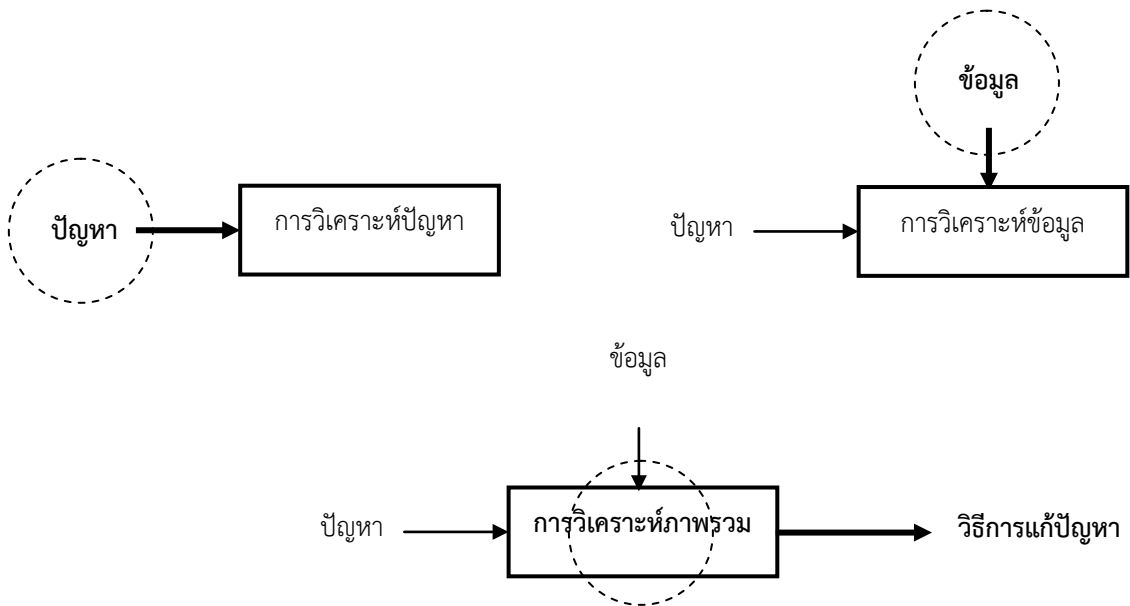 ข้อมูล
ปัญหา
การวิเคราะห์ปัญหา
ปัญหา
การวิเคราะห์ข้อมูล
ข้อมูล
ปัญหา
การวิเคราะห์ภาพรวม
วิธีการแก้ปัญหา